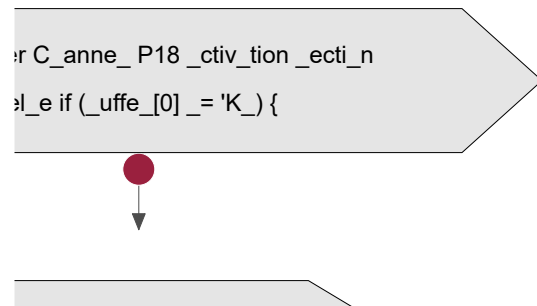 er C_anne_ P18 _ctiv_tion _ecti_n
el_e if (_uffe_[0] _= 'K_) {